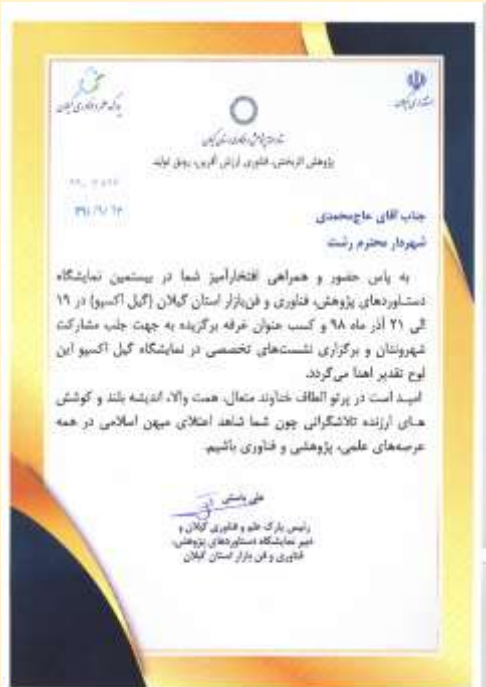 استانداری گیلان
پارک علم و فناوری گیلان
پژوهش اثربخش، فناوری ارزش آفرین، رونق تولید
جناب آقای حاج‌محمدی
شهردار محترم رشت
به پاس حضور و همراهی افتخارآمیز شما در بیستمین نمایشگاه
دستاوردهای پژوهش، فناوری و فن‌بازار استان گیلان (گیل اکسپو) در ۱۹
الی ۲۱ آذر ماه ۹۸ و کسب عنوان غرفه برگزیده به جهت جلب مشارکت
شهروندان و برگزاری نشست‌های تخصصی در نمایشگاه گیل اکسپو این
لوح تقدیر اهدا می‌گردد.
امید است در پرتو الطاف خداوند متعال، همت والا، اندیشه بلند و کوشش
های ارزنده تلاشگرانی چون شما شاهد اعتلای میهن اسلامی در همه
عرصه‌های علمی، پژوهشی و فناوری باشیم.
علی باستی
رئیس پارک علم و فناوری گیلان و
دبیر نمایشگاه دستاوردهای پژوهش،
فناوری و فن بازار استان گیلان